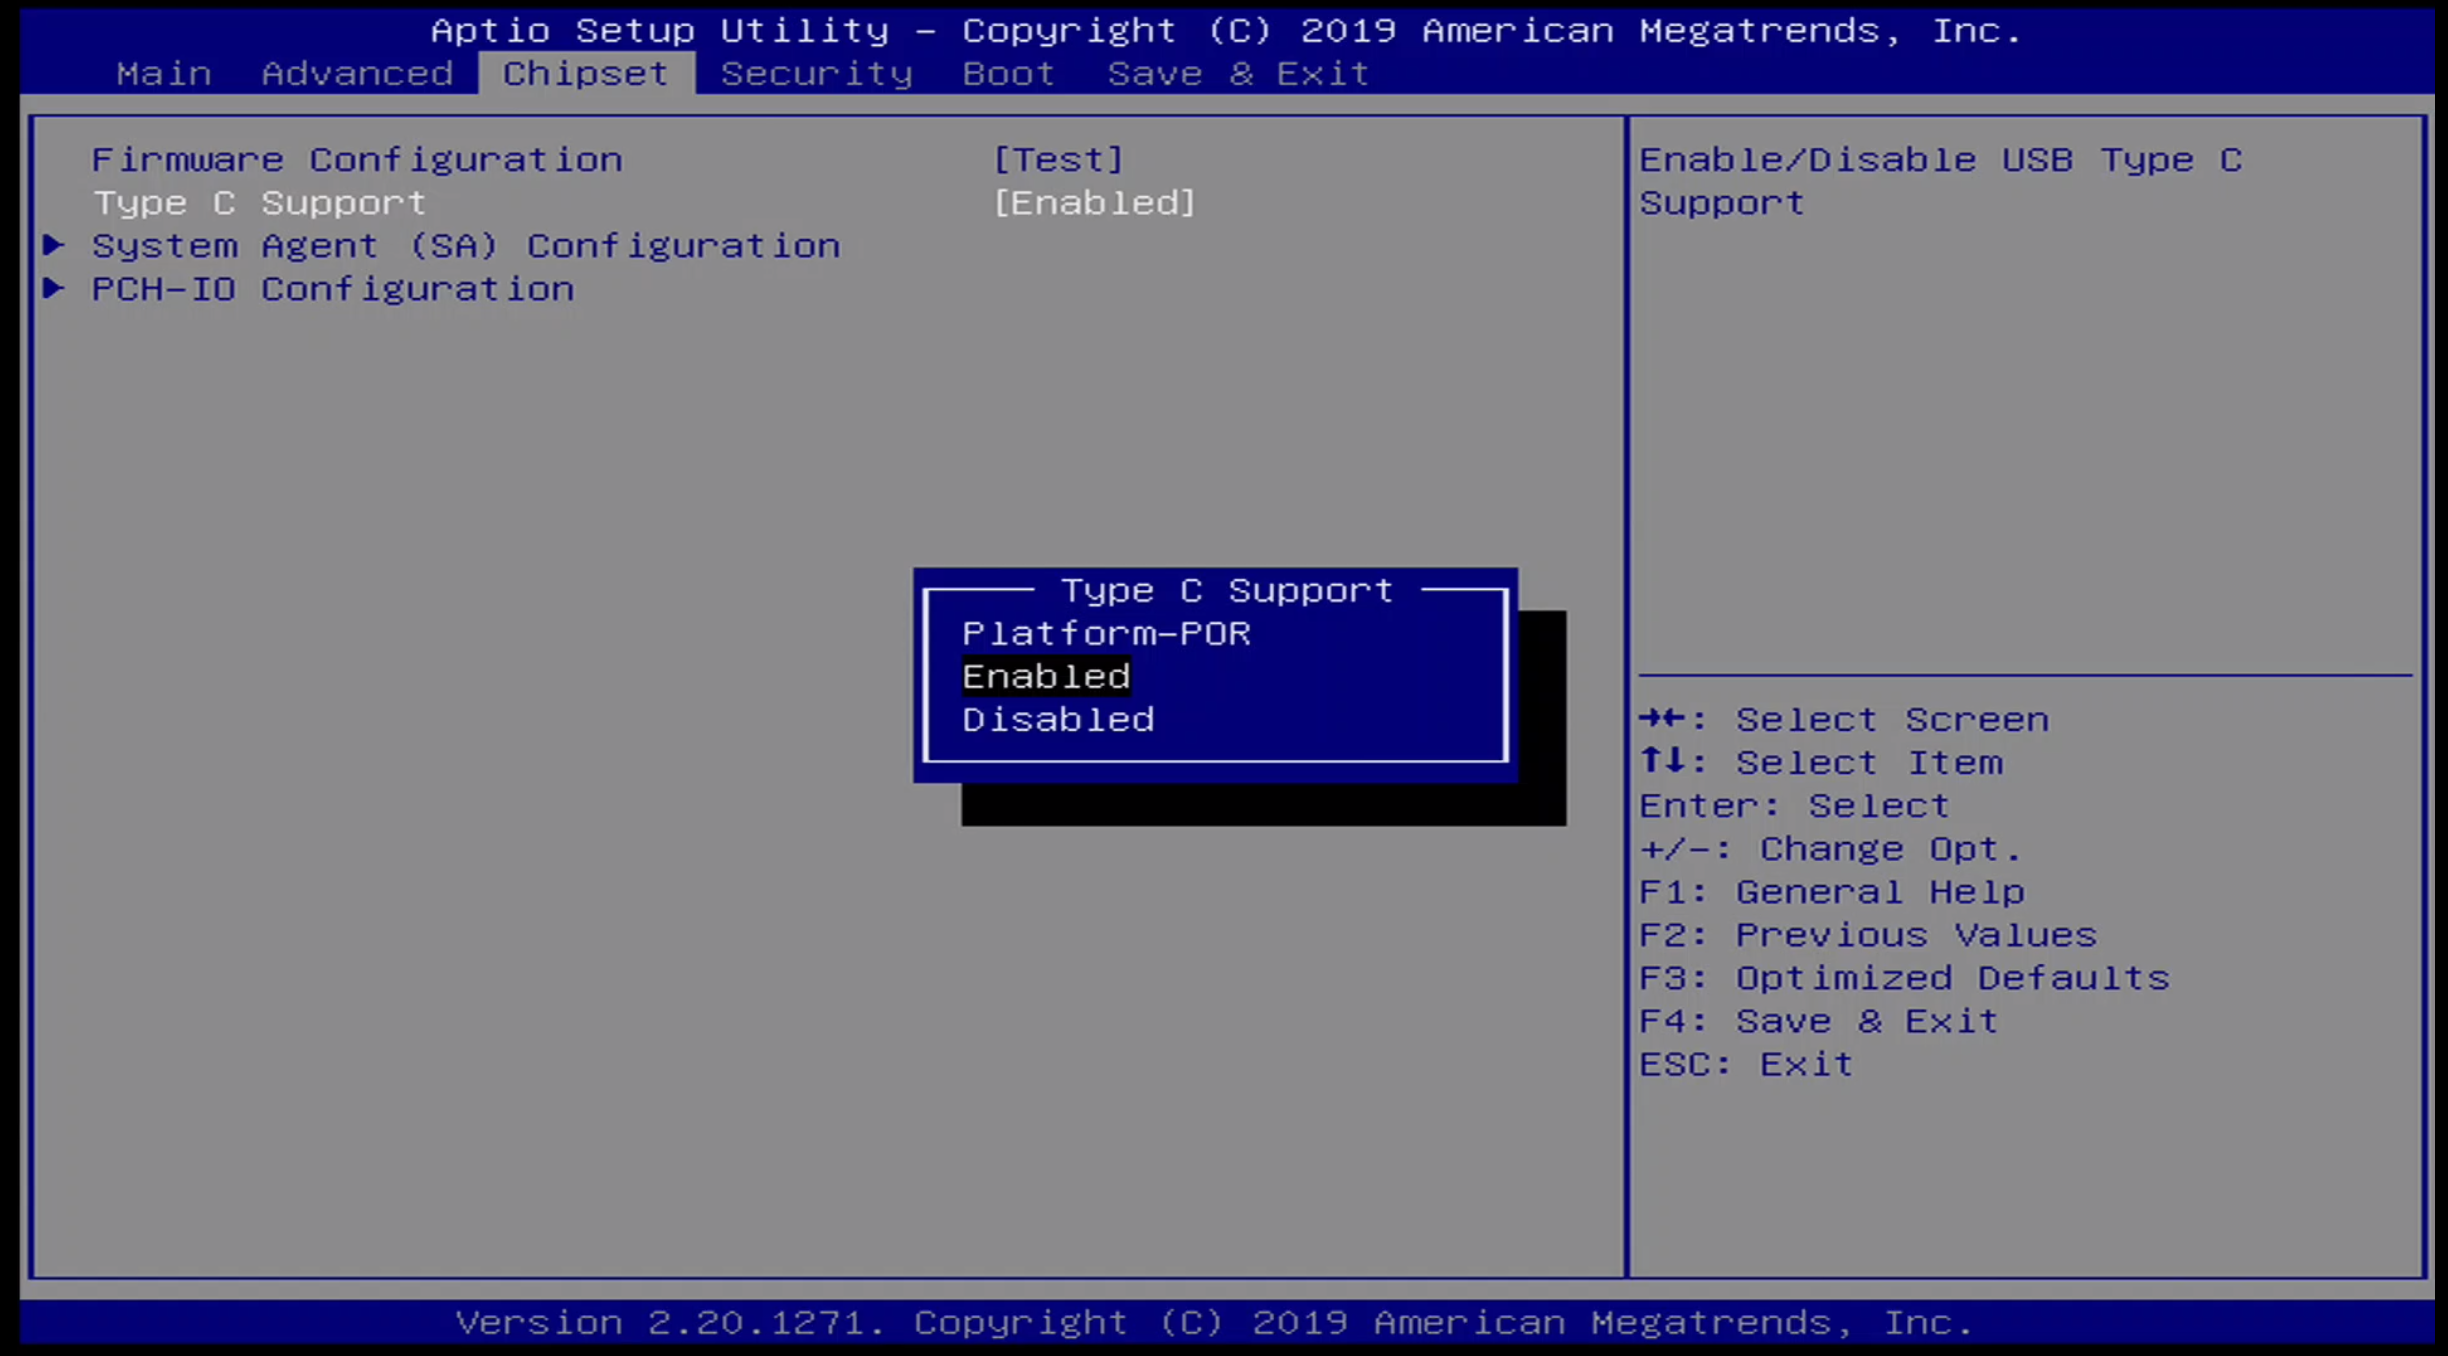 Aptio Setup Utility – Copyright (C) 2019 American Megatrends, Inc.
Main Advanced Chipset Security Boot Save & Exit
Firmware Configuration [Test]
Type C Support [Enabled]
System Agent (SA) Configuration
PCH-IO Configuration
Enable/Disable USB Type C
Support
Type C Support
Platform-POR
Enabled
Disabled
→←: Select Screen
↑↓: Select Item
Enter: Select
+/-: Change Opt.
F1: General Help
F2: Previous Values
F3: Optimized Defaults
F4: Save & Exit
ESC: Exit
Version 2.20.1271. Copyright (C) 2019 American Megatrends, Inc.